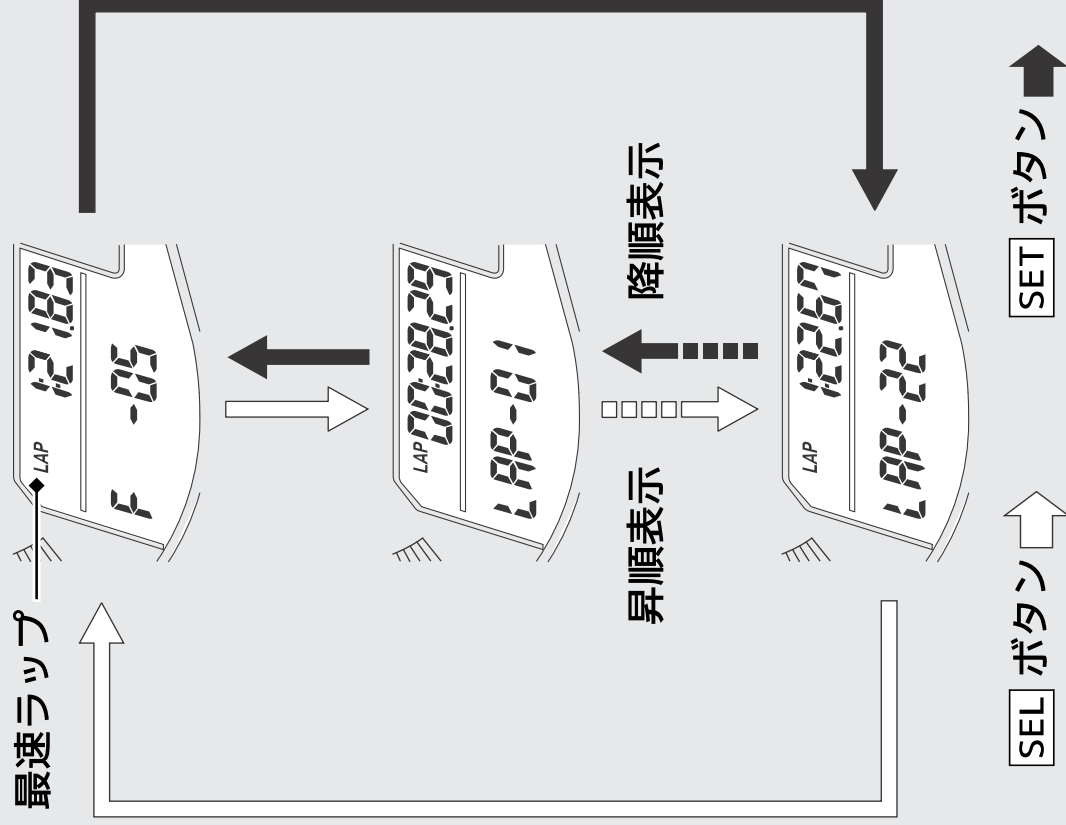 最速ラップ
LAP 1:21.83
F -05
LAP 00:28.29
LAP-01
昇順表示
降順表示
LAP 1:22.67
LAP-22
SEL ボタン
SET ボタン